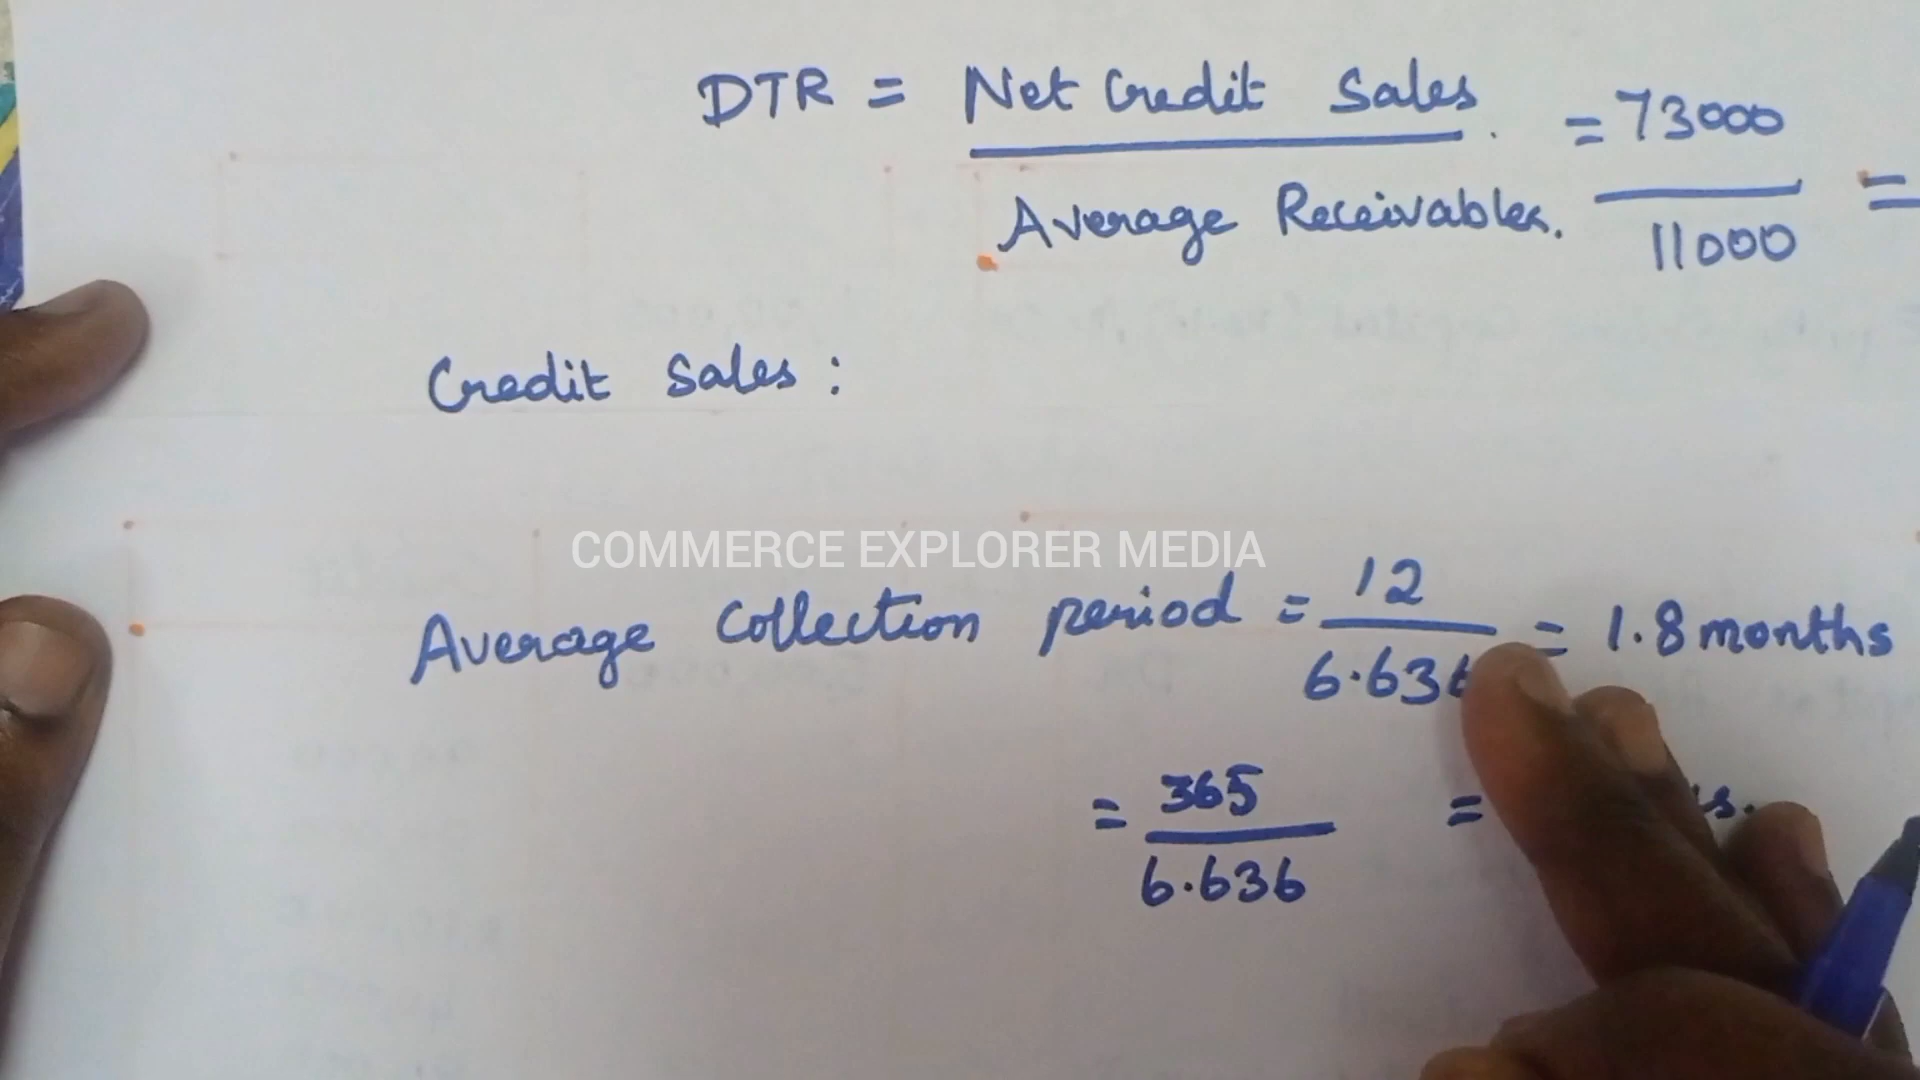 DTR = Net Credit Sales = 73000 =
Average Receivables. 11000
Credit Sales :
COMMERCE EXPLORER MEDIA
Average Collection period = 12 = 1.8 months
6.636
= 365 =
6.636